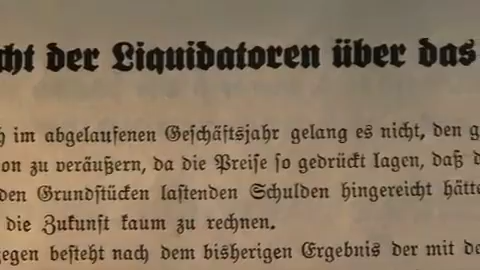 ht der Liquidatoren über das
h im abgelaufenen Geschäftsjahr gelang es nicht, den g
on zu veräußern, da die Preise so gedrückt lagen, daß d
den Grundstücken lastenden Schulden hingereicht hätte
die Zukunft kaum zu rechnen.
gegen besteht nach dem bisherigen Ergebnis der mit de